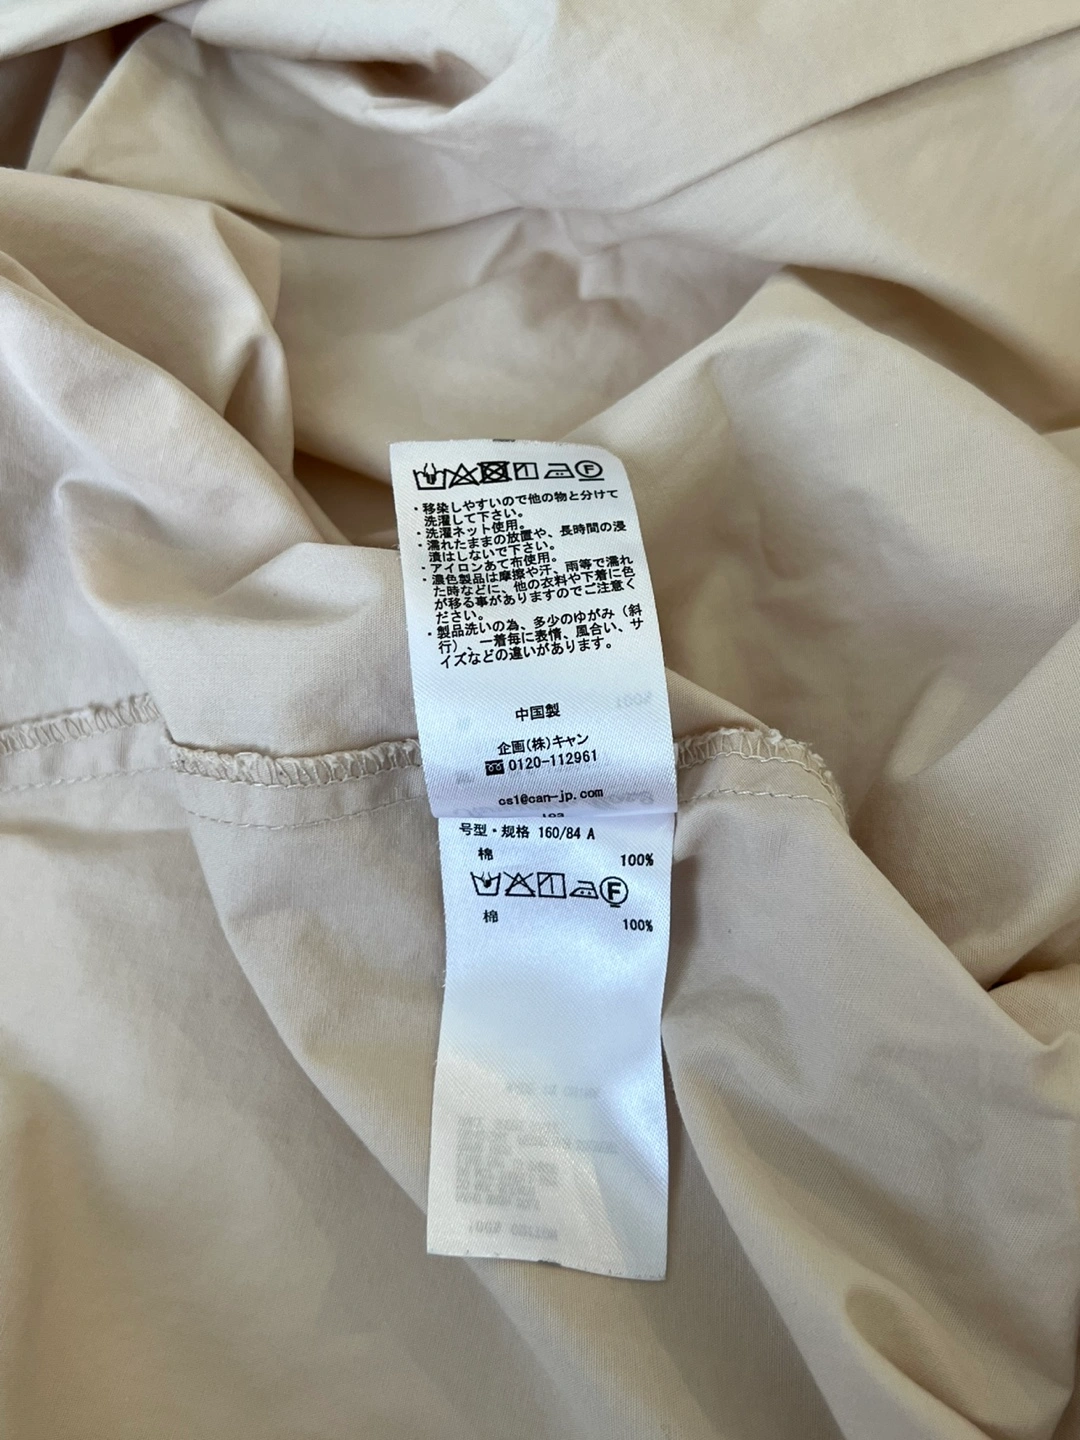 ・移染しやすいので他の物と分けて
洗濯して下さい。
・洗濯ネット使用。
・濡れたままの放置や、長時間の浸
漬はしないで下さい。
・アイロンあて布使用。
・濃色製品は摩擦や汗、雨等で濡れ
た時などに、他の衣料や下着に色
が移る事がありますのでご注意く
ださい。
・製品洗いの為、多少のゆがみ（斜
行）、一着毎に表情、風合い、サ
イズなどの違いがあります。
中国製
企画(株)キャン
0120-112961
cs1@can-jp.com
号型・规格 160/84 A
棉 100%
棉 100%